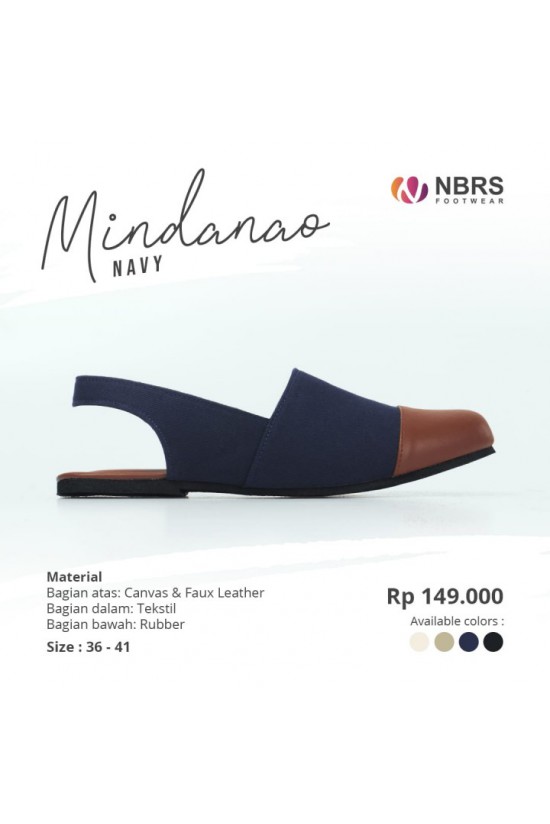 Mindanao
NAVY
NBRS
FOOTWEAR
Material
Bagian atas: Canvas & Faux Leather
Bagian dalam: Tekstil
Bagian bawah: Rubber
Size : 36 - 41
Rp 149.000
Available colors :